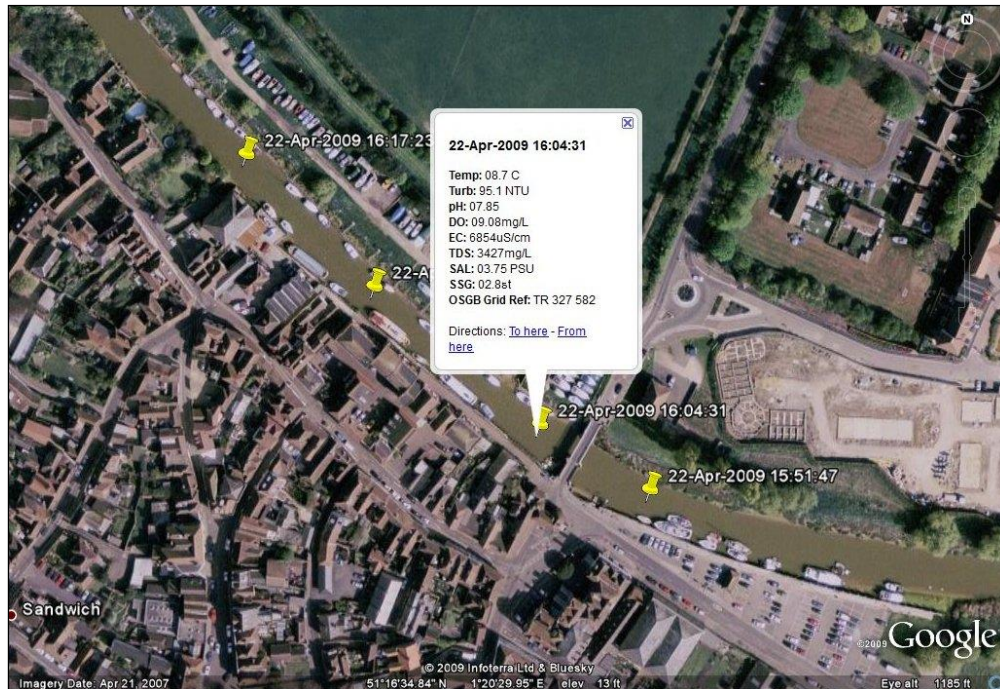 N
22-Apr-2009 16:17:23
22-A
22-Apr-2009 16:04:31
Temp: 08.7 C
Turb: 95.1 NTU
pH: 07.85
DO: 09.08mg/L
EC: 6854uS/cm
TDS: 3427mg/L
SAL: 03.75 PSU
SSG: 02.8st
OSGB Grid Ref: TR 327 582
Directions: To here - From
here
22-Apr-2009 16:04:31
22-Apr-2009 15:51:47
Sandwich
©2009 Google
© 2009 Infoterra Ltd & Bluesky
Imagery Date: Apr 21, 2007 51°16'34.84" N 1°20'29.95" E elev 13 ft Eye alt 1185 ft